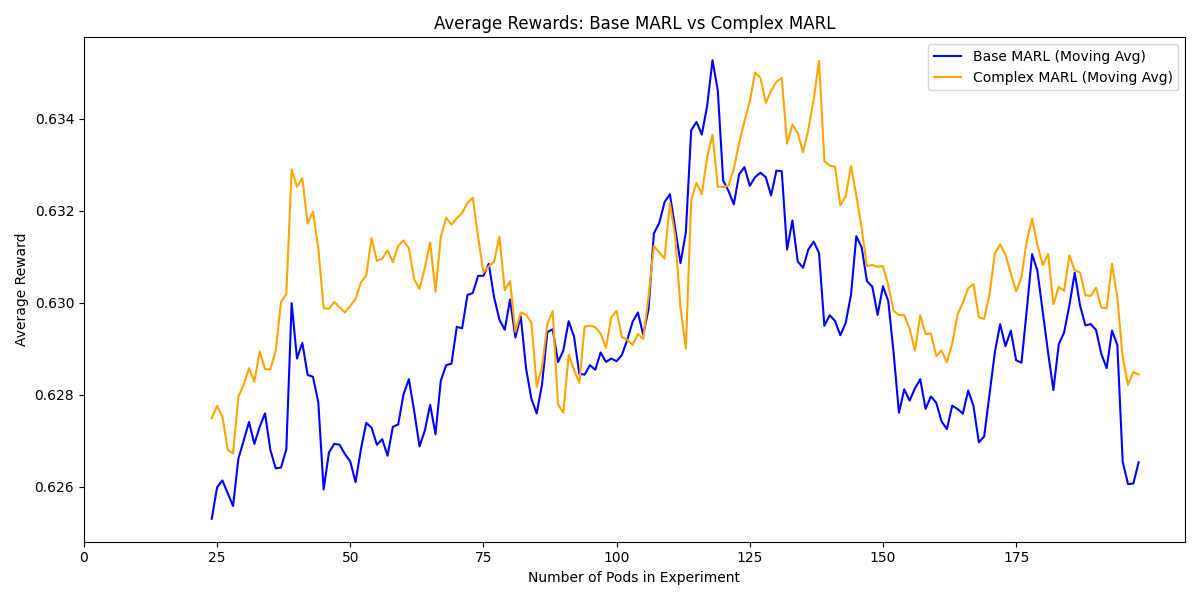 Average Rewards: Base MARL vs Complex MARL
Base MARL (Moving Avg)
Complex MARL (Moving Avg)
Average Reward
0.634
0.632
0.630
0.628
0.626
0 25 50 75 100 125 150 175
Number of Pods in Experiment